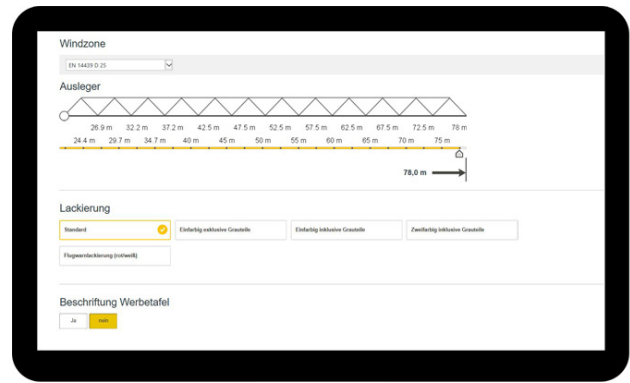 Windzone
EN 14439 D 25
Ausleger
26.9 m 32.2 m 37.2 m 42.5 m 47.5 m 52.5 m 57.5 m 62.5 m 67.5 m 72.5 m 78 m
24.4 m 29.7 m 34.7 m 40 m 45 m 50 m 55 m 60 m 65 m 70 m 75 m
78,0 m
Lackierung
Standard Einfarbig exklusive Grauteile Einfarbig inklusive Grauteile Zweifarbig inklusive Grauteile
Flugwarnlackierung (rot/weiß)
Beschriftung Werbetafel
Ja nein